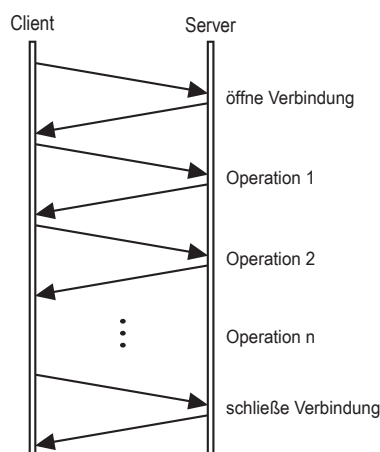 Client
Server
öffne Verbindung
Operation 1
Operation 2
Operation n
schließe Verbindung